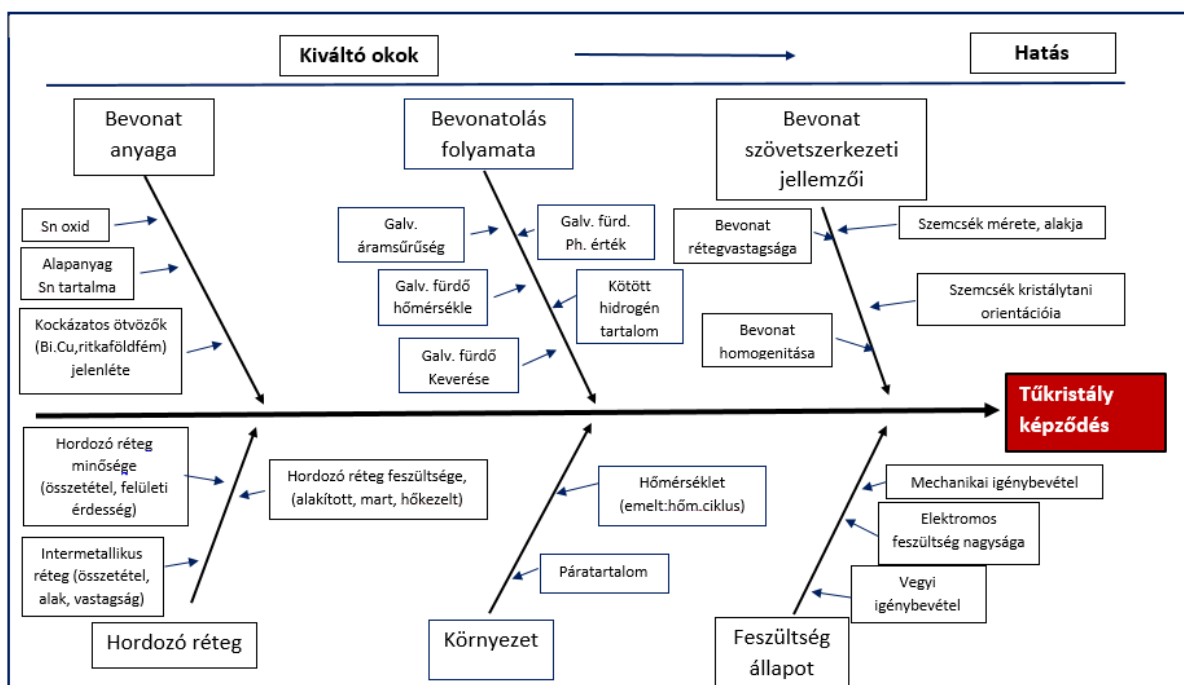 Kiváltó okok
Hatás
Bevonat
anyaga
Bevonatolás
folyamata
Bevonat
szövetszerkezeti
jellemzői
Sn oxid
Alapanyag
Sn tartalma
Kockázatos ötvözők
(Bi.Cu,ritkaföldfém)
jelenléte
Galv.
áramsűrűség
Galv. fürd.
Ph. érték
Galv. fürdő
hőmérsékle
Kötött
hidrogén
tartalom
Galv. fürdő
Keverése
Bevonat
rétegvastagsága
Szemcsék mérete, alakja
Szemcsék kristálytani
orientációia
Bevonat
homogenitása
Tűkristály
képződés
Hordozó réteg
minősége
(összetétel, felületi
érdesség)
Hordozó réteg feszültsége,
(alakított, mart, hőkezelt)
Intermetallikus
réteg (összetétel,
alak, vastagság)
Hordozó réteg
Hőmérséklet
(emelt:hőm.ciklus)
Páratartalom
Környezet
Mechanikai igénybevétel
Elektromos
feszültség nagysága
Vegyi
igénybevétel
Feszültség
állapot